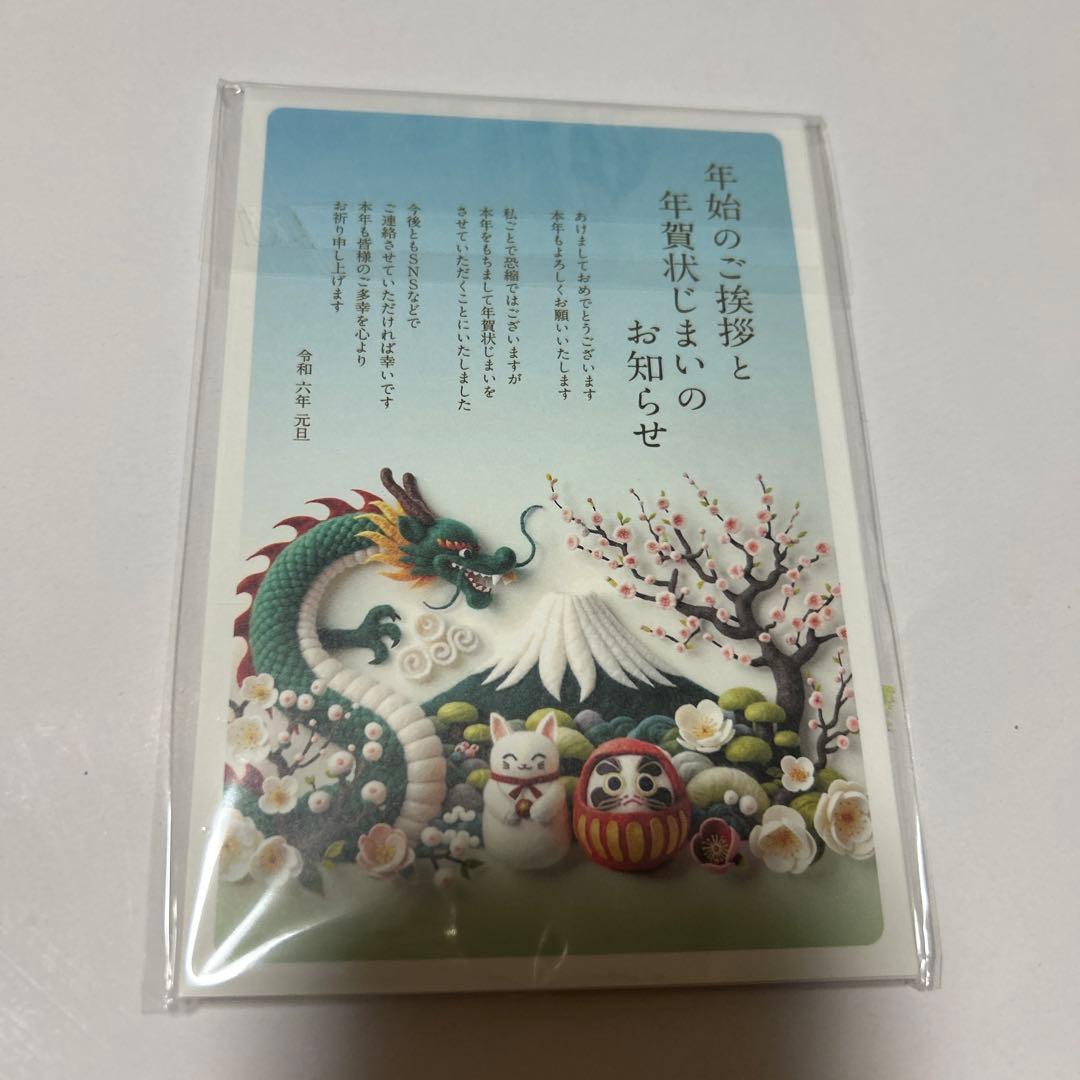 年始のご挨拶と
年賀状じまいの
お知らせ
あけましておめでとうございます
本年もよろしくお願いいたします
私ごとで恐縮ではございますが
本年をもちまして年賀状じまいを
させていただくことにいたしました
今後ともSNSなどで
ご連絡させていただければ幸いです
本年も皆様のご多幸を心より
お祈り申し上げます
令和 六年 元旦